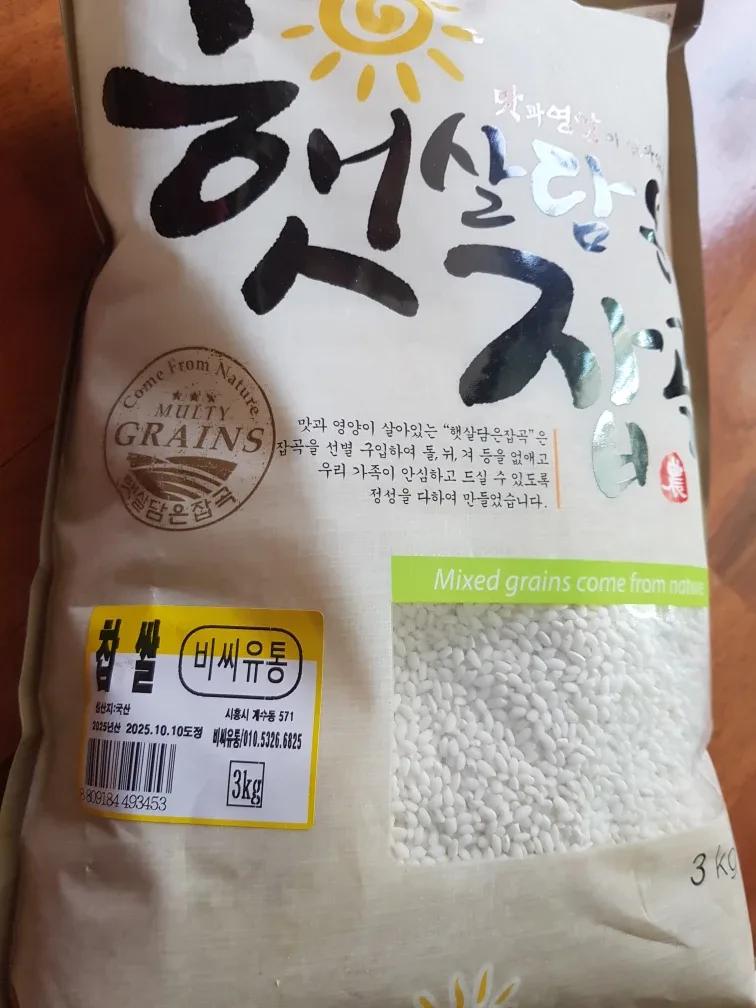 햇살담은
잡곡
맛과영양이
Come From Nature
MULTY
GRAINS
햇살담은잡곡
맛과 영양이 살아있는 “햇살담은잡곡”은
잡곡을 선별 구입하여 돌, 뉘, 겨 등을 없애고
우리 가족이 안심하고 드실 수 있도록
정성을 다하여 만들었습니다.
Mixed grains come from nature
찹쌀 비씨유통
원산지:국산
시흥시 계수동 571
2025년산 2025.10.10도정
비씨유통/010.5326.6825
3kg
8 809184 493453
3 kg